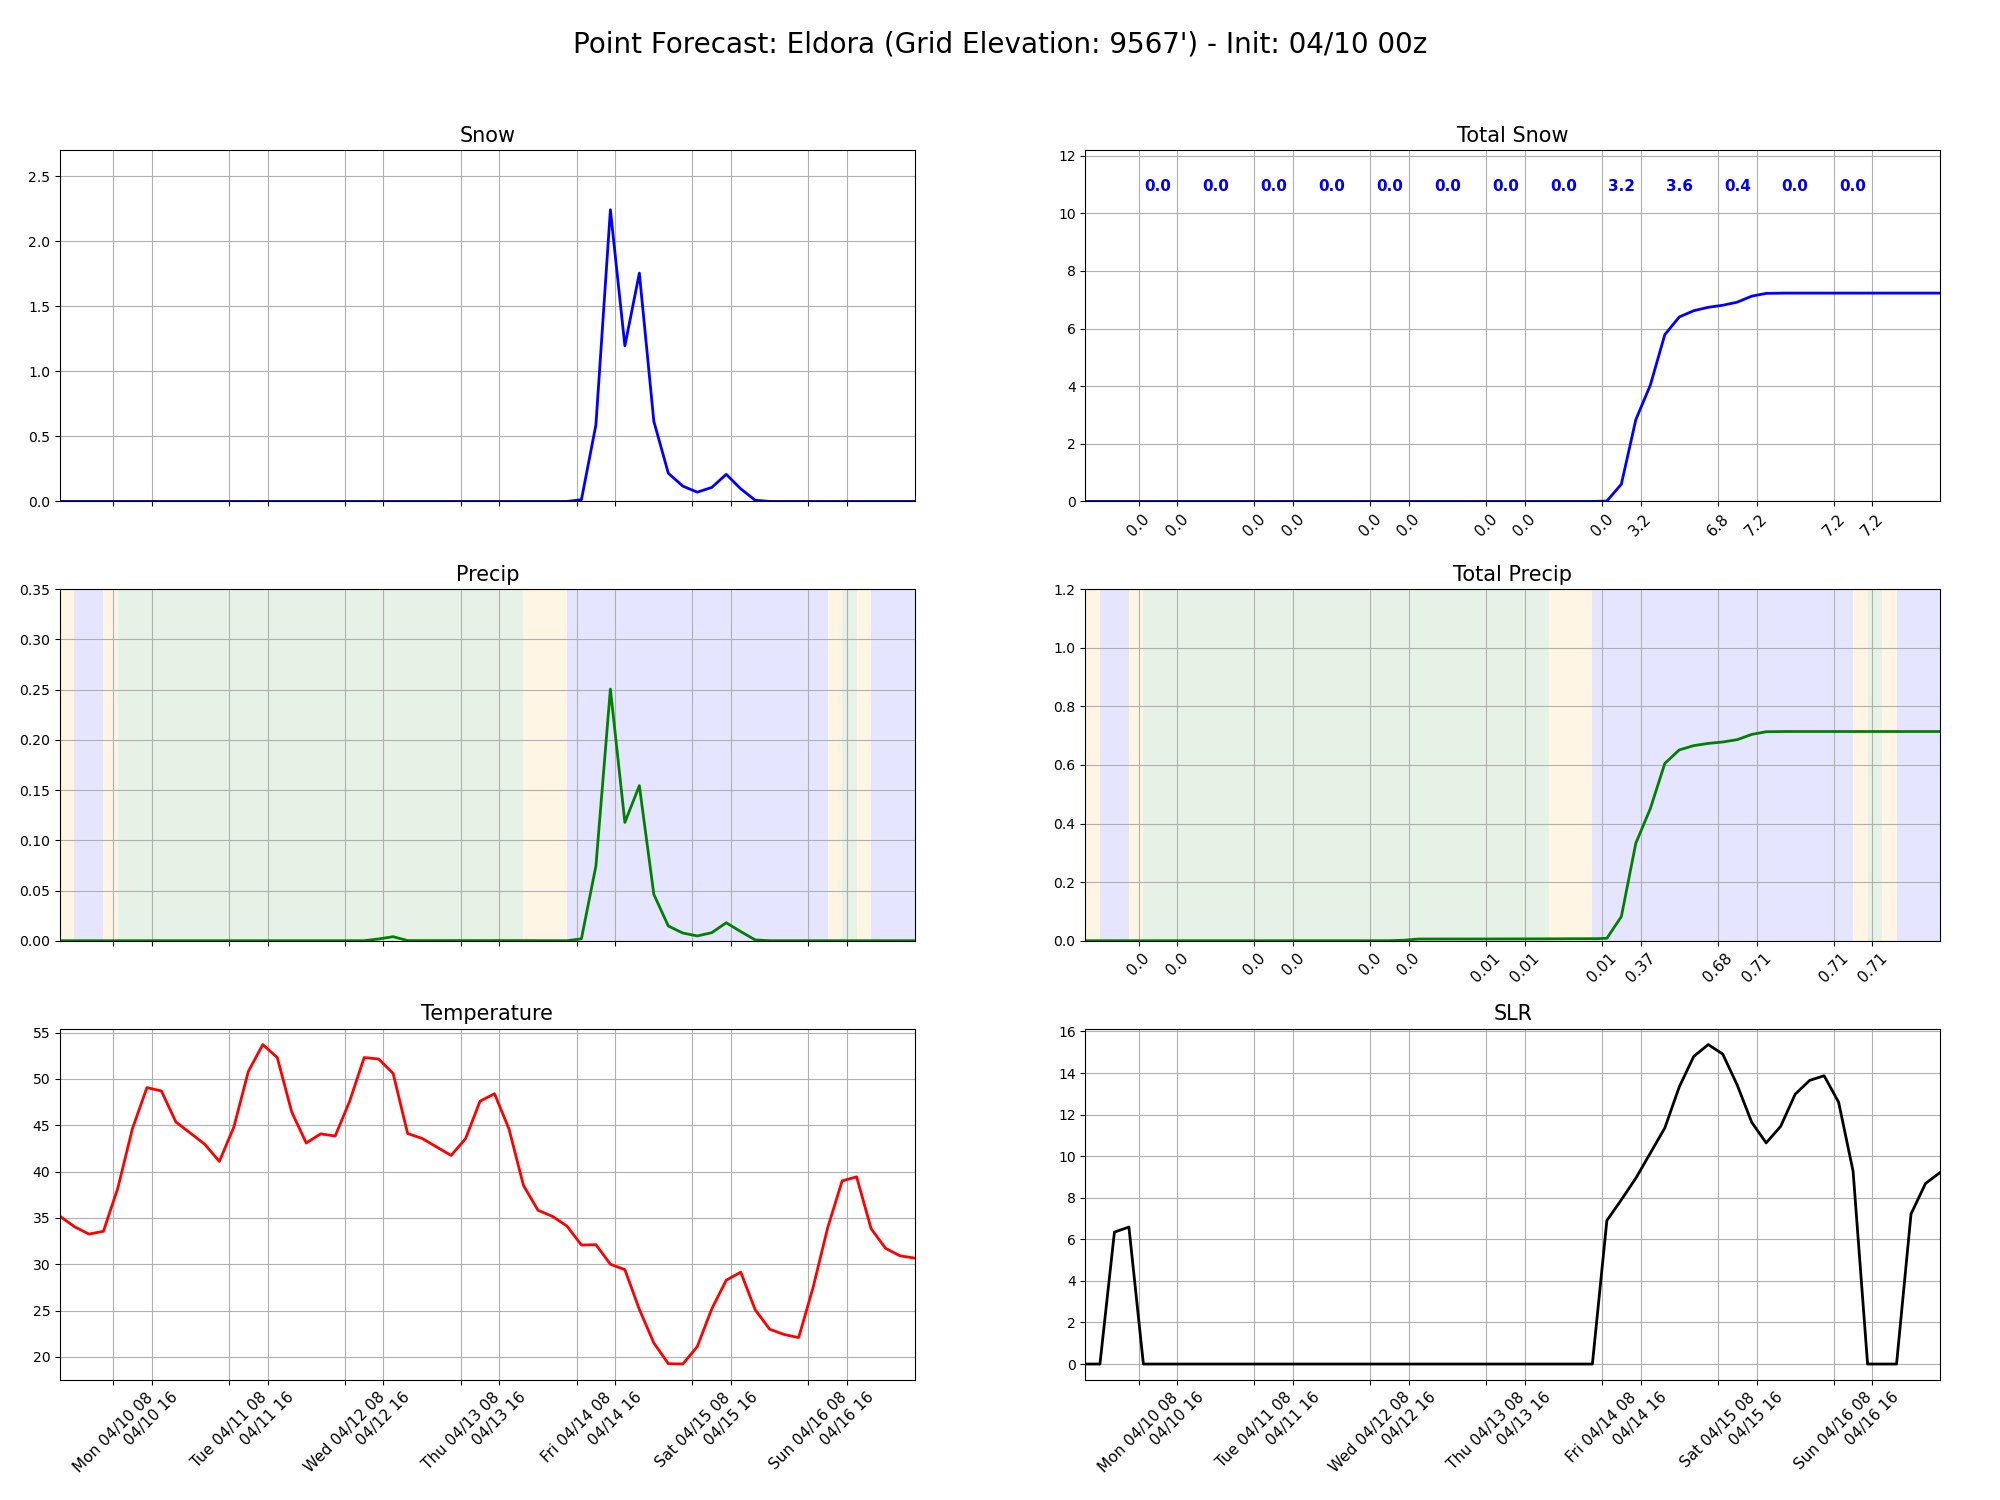 Point Forecast: Eldora (Grid Elevation: 9567') - Init: 04/10 00z
Snow
2.5
2.0
1.5
1.0
0.5
0.0
Total Snow
12
10
8
6
4
2
0
0.0 0.0 0.0 0.0 0.0 0.0 0.0 0.0 3.2 3.6 0.4 0.0 0.0
0.0 0.0 0.0 0.0 0.0 0.0 0.0 0.0 0.0 3.2 6.8 7.2 7.2 7.2
Precip
0.35
0.30
0.25
0.20
0.15
0.10
0.05
0.00
Total Precip
1.2
1.0
0.8
0.6
0.4
0.2
0.0
0.0 0.0 0.0 0.0 0.0 0.0 0.01 0.01 0.01 0.37 0.68 0.71 0.71 0.71
Temperature
55
50
45
40
35
30
25
20
Mon 04/10 08
04/10 16
Tue 04/11 08
04/11 16
Wed 04/12 08
04/12 16
Thu 04/13 08
04/13 16
Fri 04/14 08
04/14 16
Sat 04/15 08
04/15 16
Sun 04/16 08
04/16 16
SLR
16
14
12
10
8
6
4
2
0
Mon 04/10 08
04/10 16
Tue 04/11 08
04/11 16
Wed 04/12 08
04/12 16
Thu 04/13 08
04/13 16
Fri 04/14 08
04/14 16
Sat 04/15 08
04/15 16
Sun 04/16 08
04/16 16